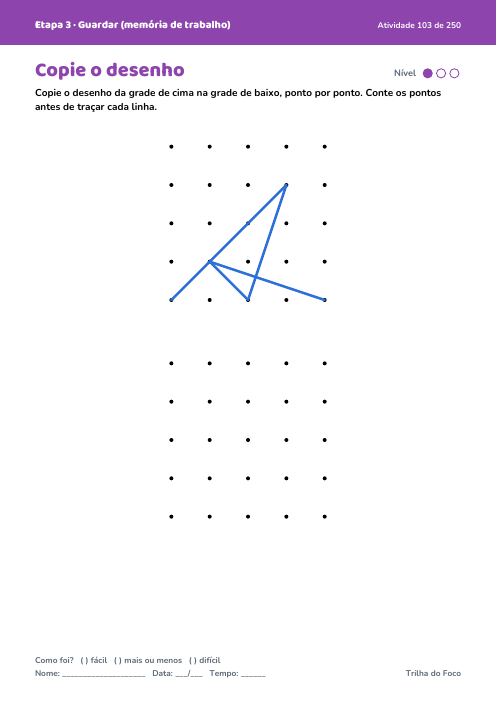 Etapa 3 · Guardar (memória de trabalho)
Atividade 103 de 250
Copie o desenho
Nível
Copie o desenho da grade de cima na grade de baixo, ponto por ponto. Conte os pontos
antes de traçar cada linha.
Como foi? ( ) fácil ( ) mais ou menos ( ) difícil
Nome: ____________________ Data: ___/___ Tempo: ______
Trilha do Foco